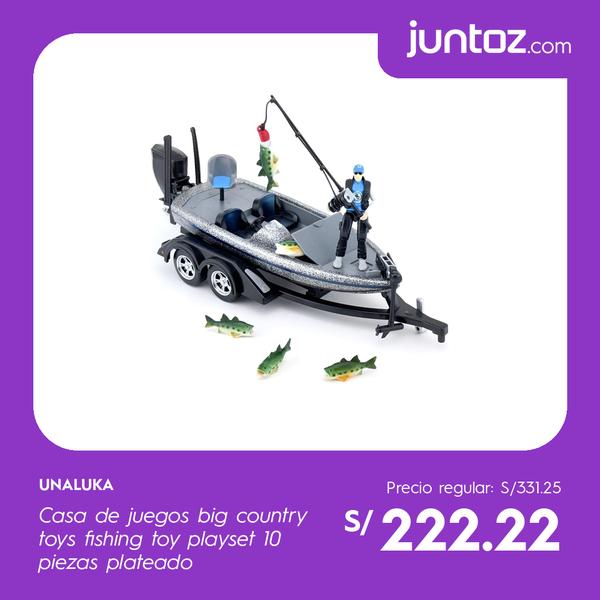 juntoz.com
UNALUKA
Casa de juegos big country
toys fishing toy playset 10
piezas plateado
Precio regular: S/331.25
S/222.22